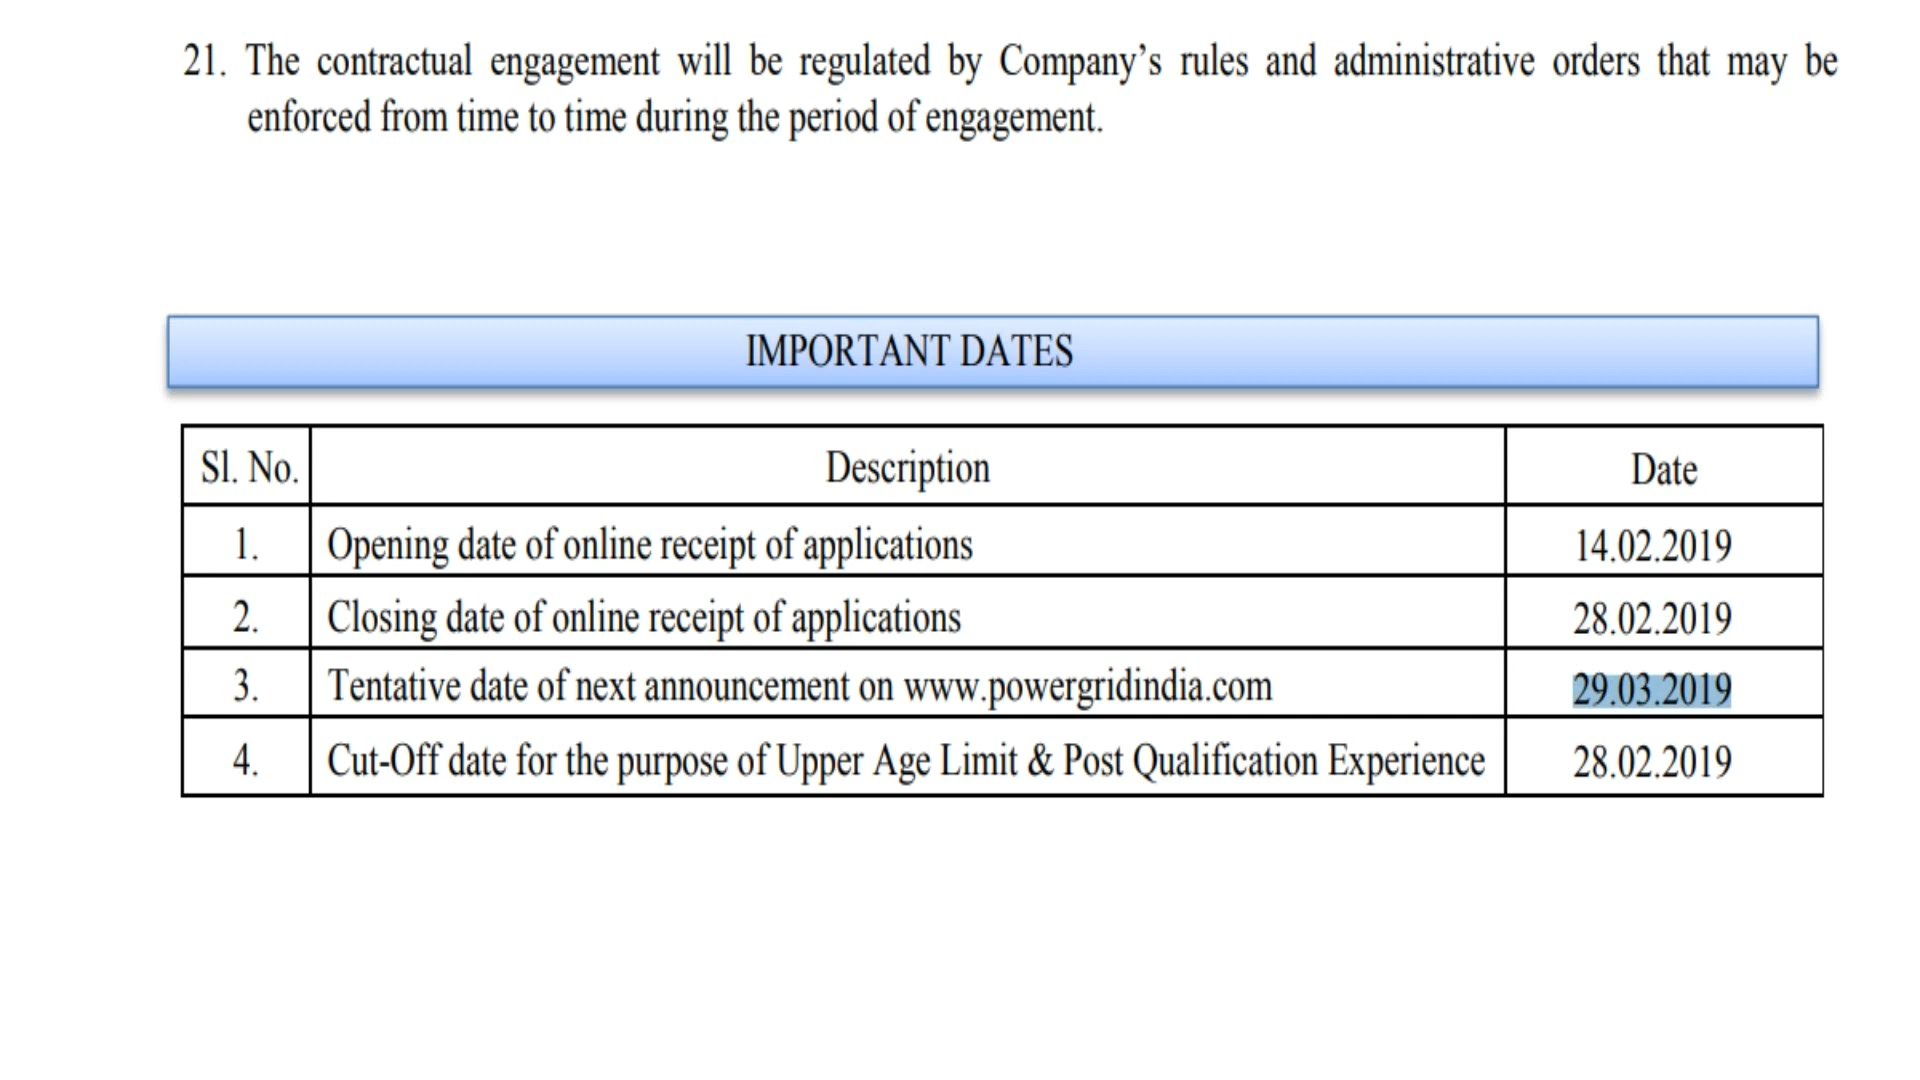 21. The contractual engagement will be regulated by Company’s rules and administrative orders that may be
enforced from time to time during the period of engagement.
IMPORTANT DATES
Sl. No. Description Date
1. Opening date of online receipt of applications 14.02.2019
2. Closing date of online receipt of applications 28.02.2019
3. Tentative date of next announcement on www.powergridindia.com 29.03.2019
4. Cut-Off date for the purpose of Upper Age Limit & Post Qualification Experience 28.02.2019